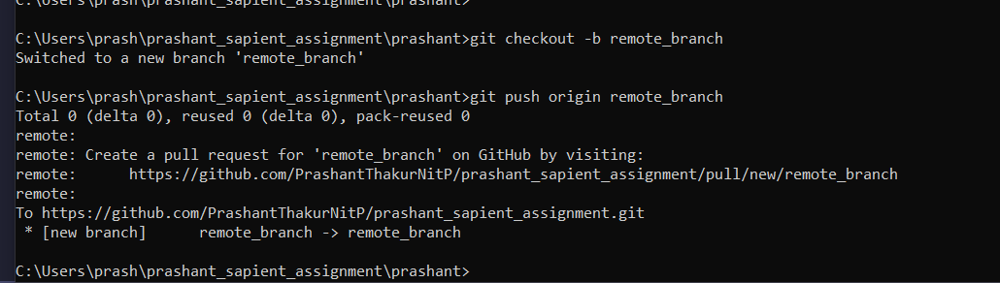 C:\Users\prash\prashant_sapient_assignment\prashant>
C:\Users\prash\prashant_sapient_assignment\prashant>git checkout -b remote_branch
Switched to a new branch 'remote_branch'
C:\Users\prash\prashant_sapient_assignment\prashant>git push origin remote_branch
Total 0 (delta 0), reused 0 (delta 0), pack-reused 0
remote:
remote: Create a pull request for 'remote_branch' on GitHub by visiting:
remote:      https://github.com/PrashantThakurNitP/prashant_sapient_assignment/pull/new/remote_branch
remote:
To https://github.com/PrashantThakurNitP/prashant_sapient_assignment.git
 * [new branch]      remote_branch -> remote_branch
C:\Users\prash\prashant_sapient_assignment\prashant>